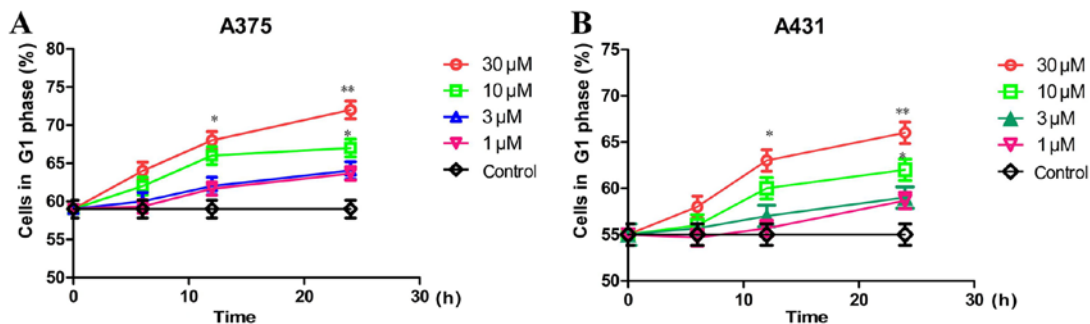 A
A375
Cells in G1 phase (%)
80
75
70
65
60
55
50
0
10
20
30
(h)
Time
*
**
*
30 μM
10 μM
3 μM
1 μM
Control
B
A431
Cells in G1 phase (%)
75
70
65
60
55
50
0
10
20
30
(h)
Time
*
**
*
30 μM
10 μM
3 μM
1 μM
Control